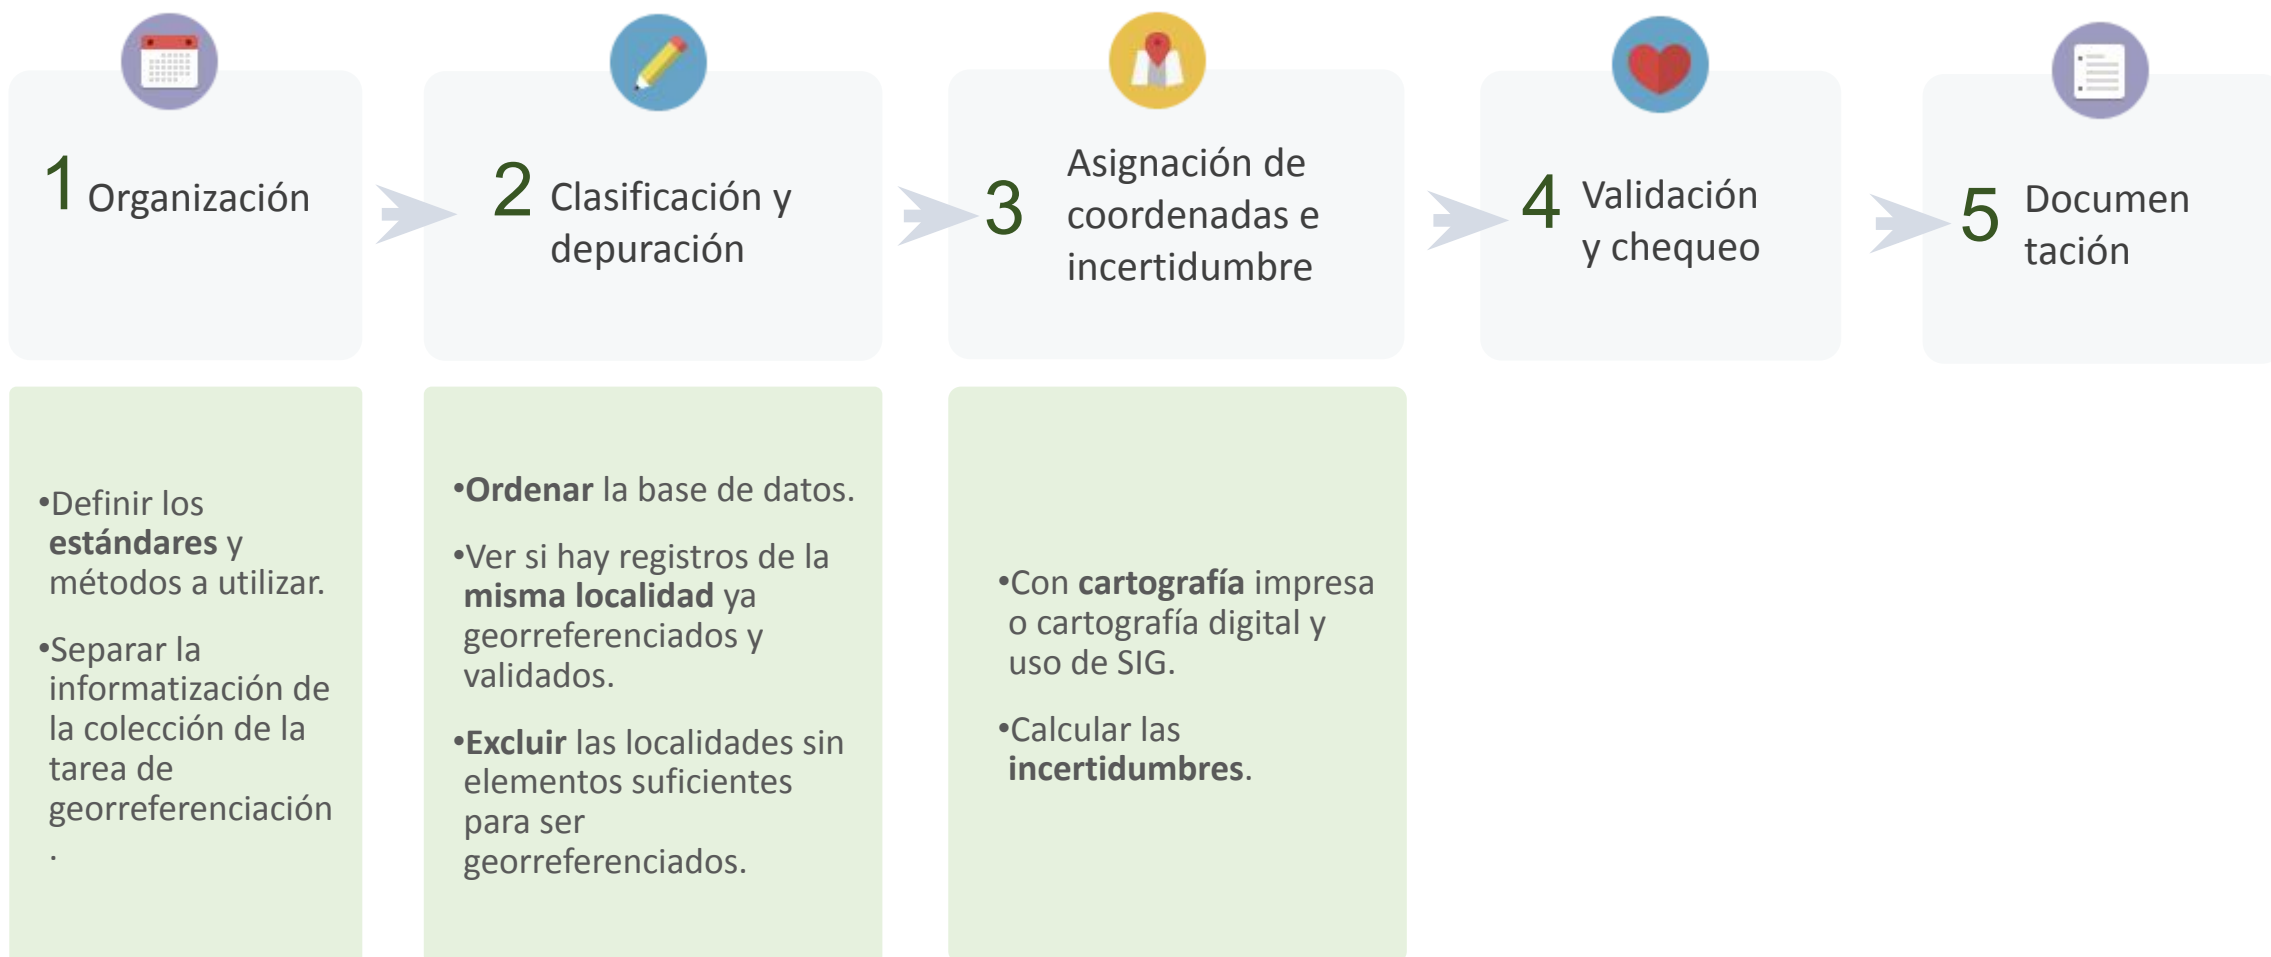 1 Organización
2 Clasificación y
depuración
3 Asignación de
coordenadas e
incertidumbre
4 Validación
y chequeo
5 Documen
tación
•Definir los
estándares y
métodos a utilizar.
•Separar la
informatización de
la colección de la
tarea de
georreferenciación
.
•Ordenar la base de datos.
•Ver si hay registros de la
misma localidad ya
georreferenciados y
validados.
•Excluir las localidades sin
elementos suficientes
para ser
georreferenciados.
•Con cartografía impresa
o cartografía digital y
uso de SIG.
•Calcular las
incertidumbres.